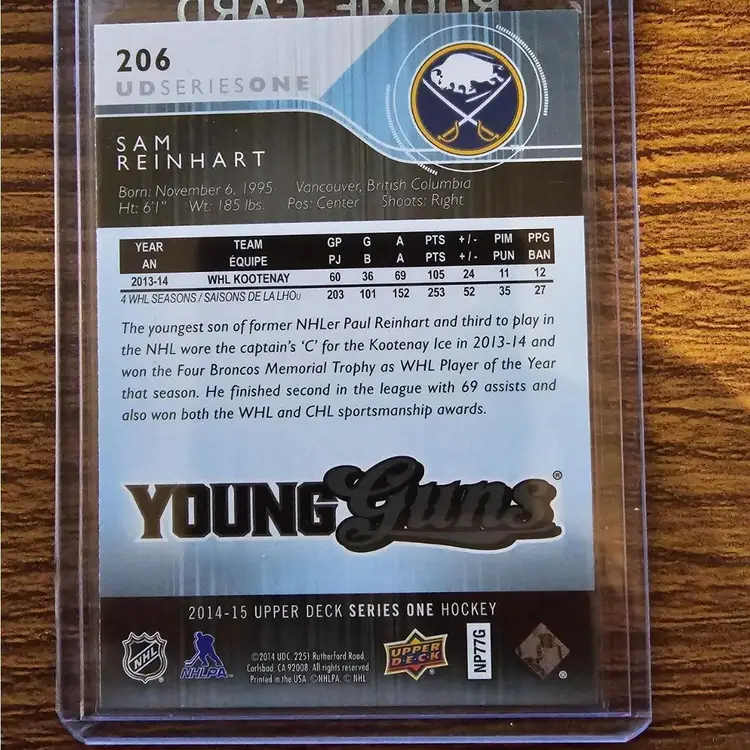 ROOKIE CARD
206
UDSERIESONE
SAM
REINHART
Born: November 6, 1995 Vancouver, British Columbia
Ht: 6'1" Wt: 185 lbs. Pos: Center Shoots: Right
YEAR TEAM GP G A PTS +/- PIM PPG
AN ÉQUIPE PJ B A PTS +/- PUN BAN
2013-14 WHL KOOTENAY 60 36 69 105 24 11 12
4 WHL SEASONS / SAISONS DE LA LHOu 203 101 152 253 52 35 27
The youngest son of former NHLer Paul Reinhart and third to play in
the NHL wore the captain's 'C' for the Kootenay Ice in 2013-14 and
won the Four Broncos Memorial Trophy as WHL Player of the Year
that season. He finished second in the league with 69 assists and
also won both the WHL and CHL sportsmanship awards.
YOUNG Guns®
2014-15 UPPER DECK SERIES ONE HOCKEY
NHL
NHLPA
©2014 UDC. 2251 Rutherford Road,
Carlsbad, CA 92008. All rights reserved
Printed in the USA ©NHLPA. © NHL
UPPER
DECK
NP77G
®